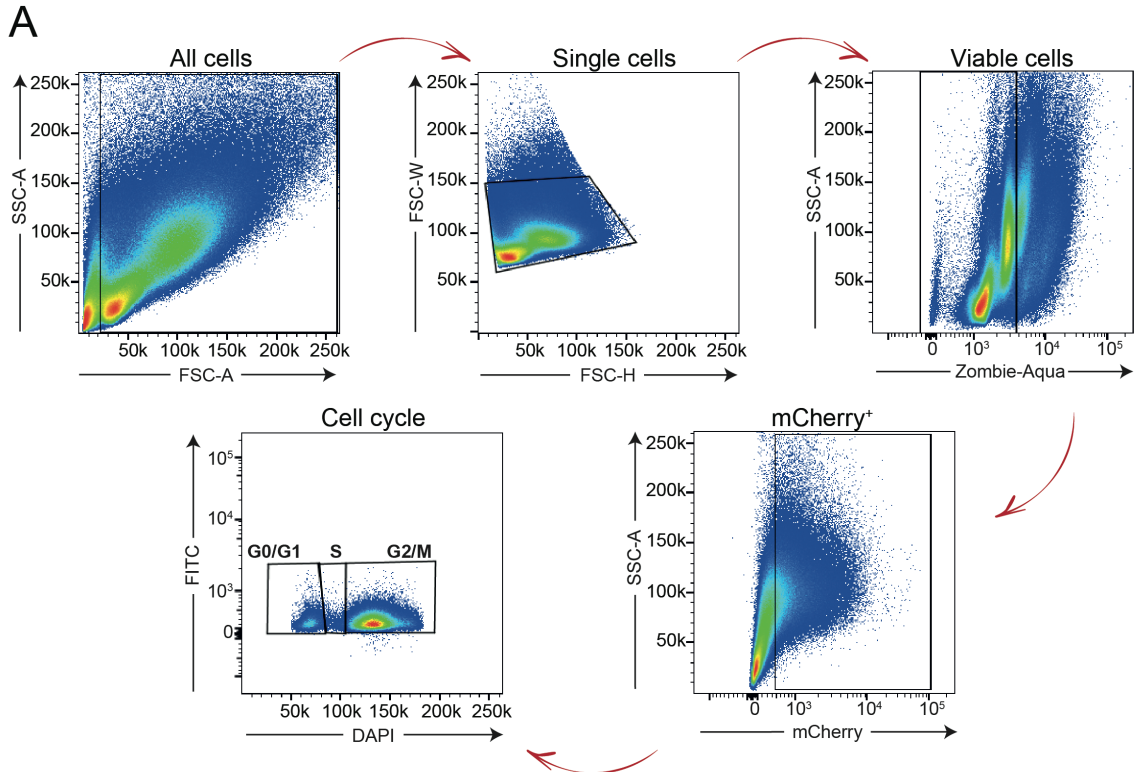 A
All cells
250k
200k
150k
100k
50k
SSC-A
50k 100k 150k 200k 250k
FSC-A
Single cells
250k
200k
150k
100k
50k
FSC-W
50k 100k 150k 200k 250k
FSC-H
Viable cells
250k
200k
150k
100k
50k
SSC-A
0 10³ 10⁴ 10⁵
Zombie-Aqua
Cell cycle
10⁵
10⁴
10³
0
FITC
G0/G1 S G2/M
50k 100k 150k 200k 250k
DAPI
mCherry⁺
250k
200k
150k
100k
50k
SSC-A
0 10³ 10⁴ 10⁵
mCherry